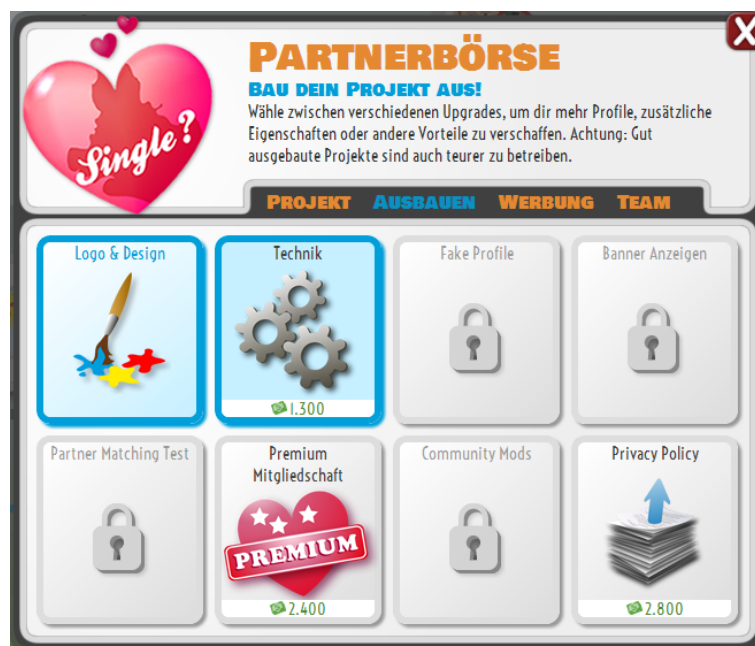 Single?
PARTNERBÖRSE
BAU DEIN PROJEKT AUS!
Wähle zwischen verschiedenen Upgrades, um dir mehr Profile, zusätzliche
Eigenschaften oder andere Vorteile zu verschaffen. Achtung: Gut
ausgebaute Projekte sind auch teurer zu betreiben.
PROJEKT AUSBAUEN WERBUNG TEAM
Logo & Design
Technik
1.300
Fake Profile
Banner Anzeigen
Partner Matching Test
Premium
Mitgliedschaft
PREMIUM
2.400
Community Mods
Privacy Policy
2.800